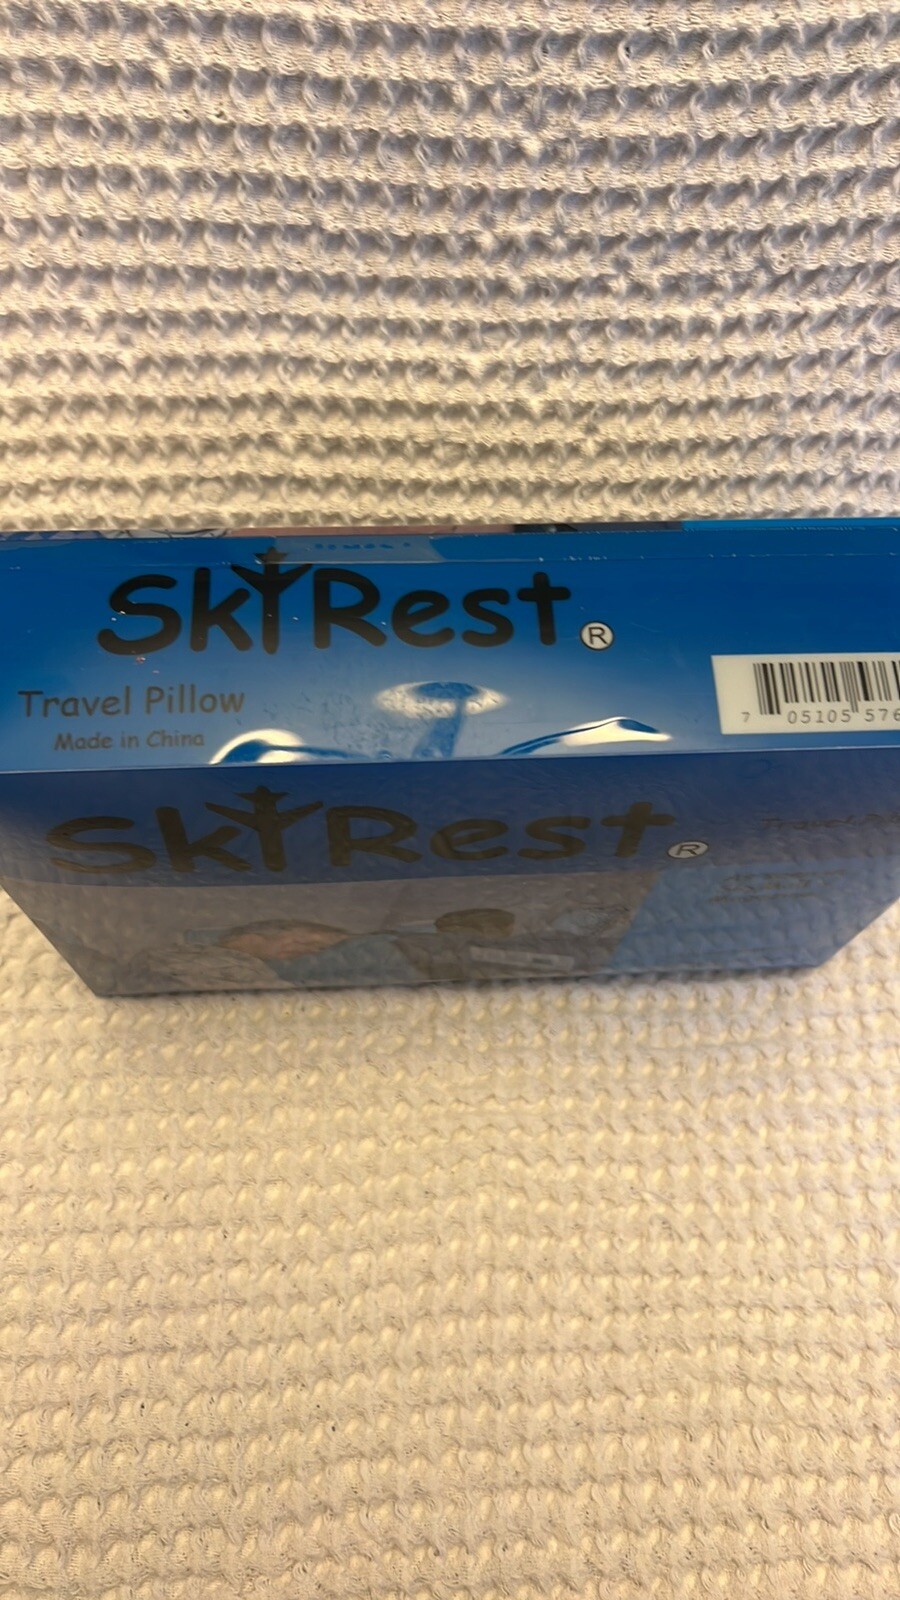 SkyRest ®
Travel Pillow
Made in China
7 05105 576
SkyRest ®